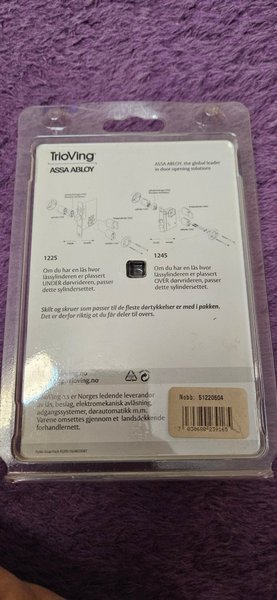 TrioVing
ASSA ABLOY
ASSA ABLOY, the global leader
in door opening solutions
1225
Om du har en lås hvor
låssylinderen er plassert
UNDER dørvrideren, passer
dette sylindersettet.
1245
Om du har en lås hvor
låssylinderen er plassert
OVER dørvrideren, passer
dette sylindersettet.
Skilt og skruer som passer til de fleste dørtykkelser er med i pakken.
Det er derfor riktig at du får deler til overs.
ving.no
trioving.no
TrioVing er Norges ledende leverandør
av lås, beslag, elektromekanisk avlåsning,
adgangssystemer, dørautomatikk m.m.
Varene omsettes gjennom et landsdekkende
forhandlernett.
Nobb: 51220604